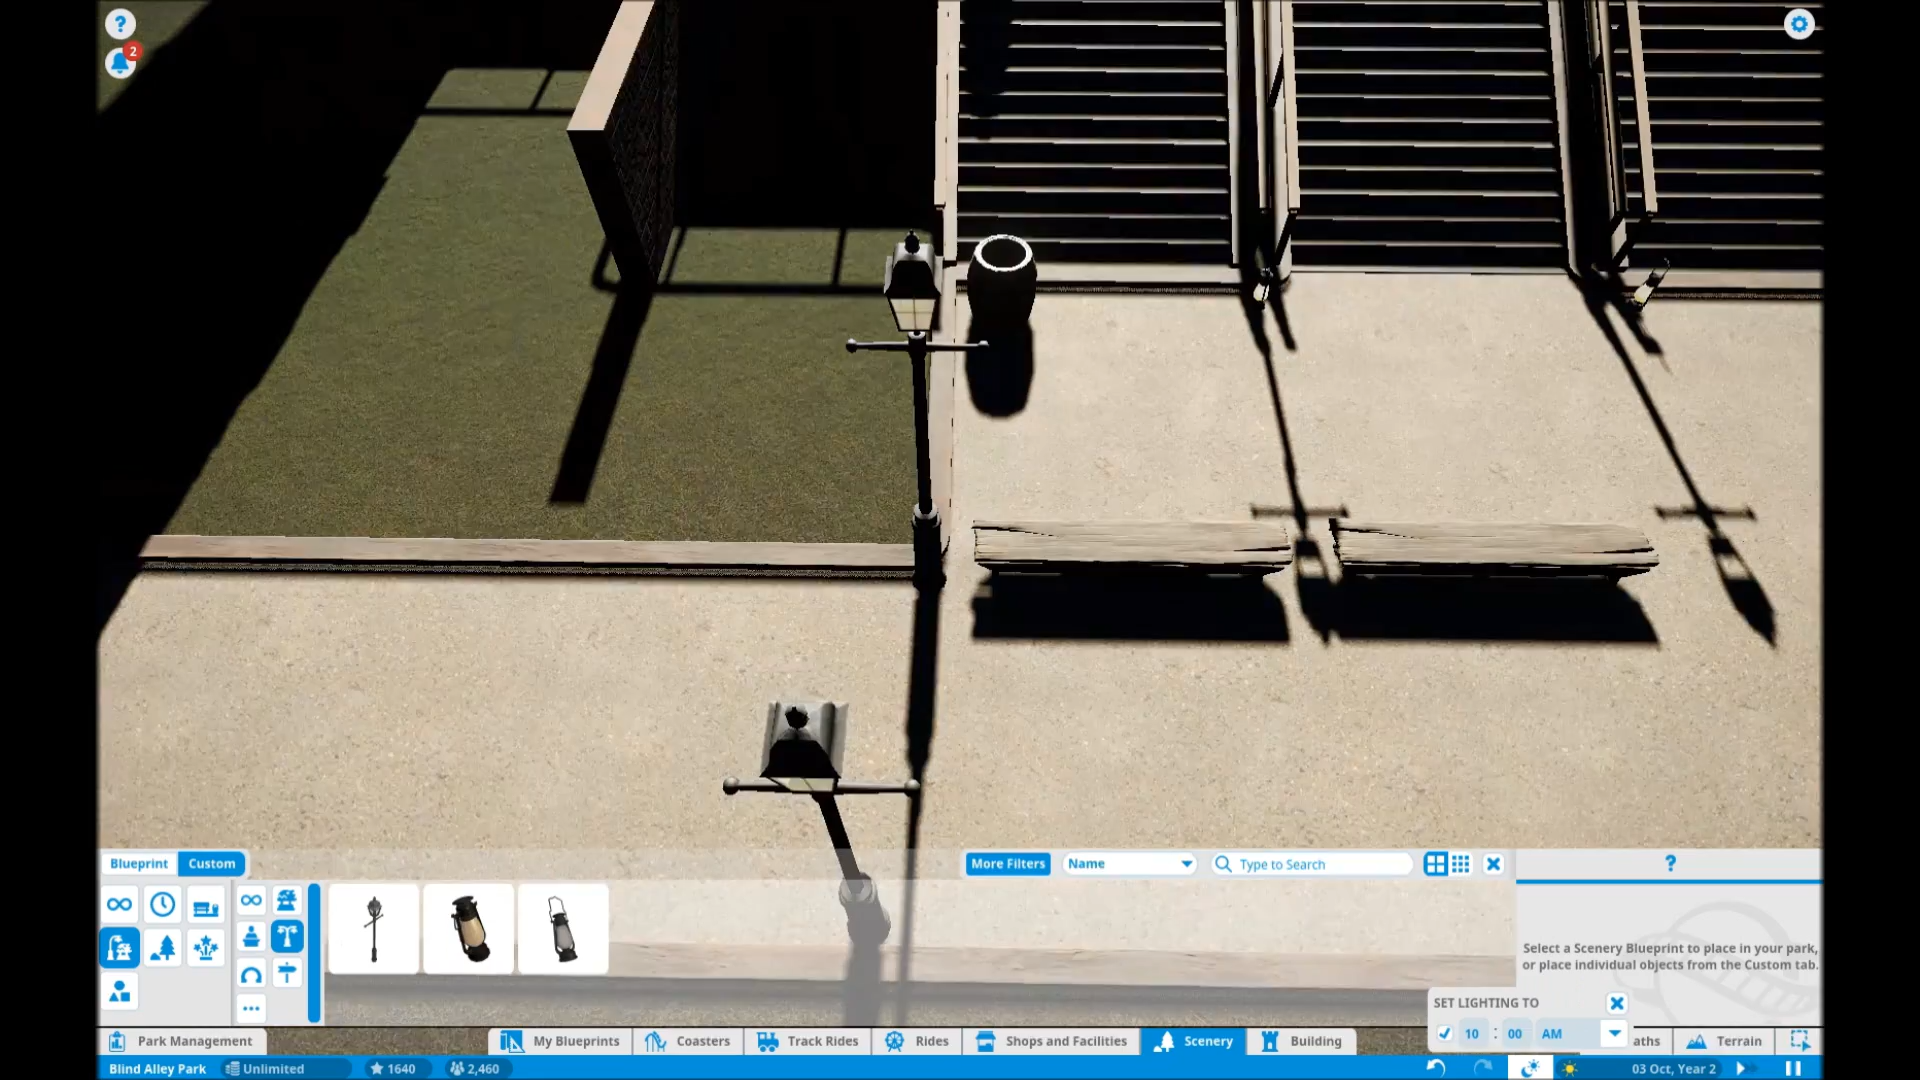 ?
2
Blueprint Custom
More Filters Name Type to Search
?
Select a Scenery Blueprint to place in your park,
or place individual objects from the Custom tab.
SET LIGHTING TO
10 : 00 AM
Park Management My Blueprints Coasters Track Rides Rides Shops and Facilities Scenery Building aths Terrain
Blind Alley Park Unlimited 1640 2,460 03 Oct, Year 2